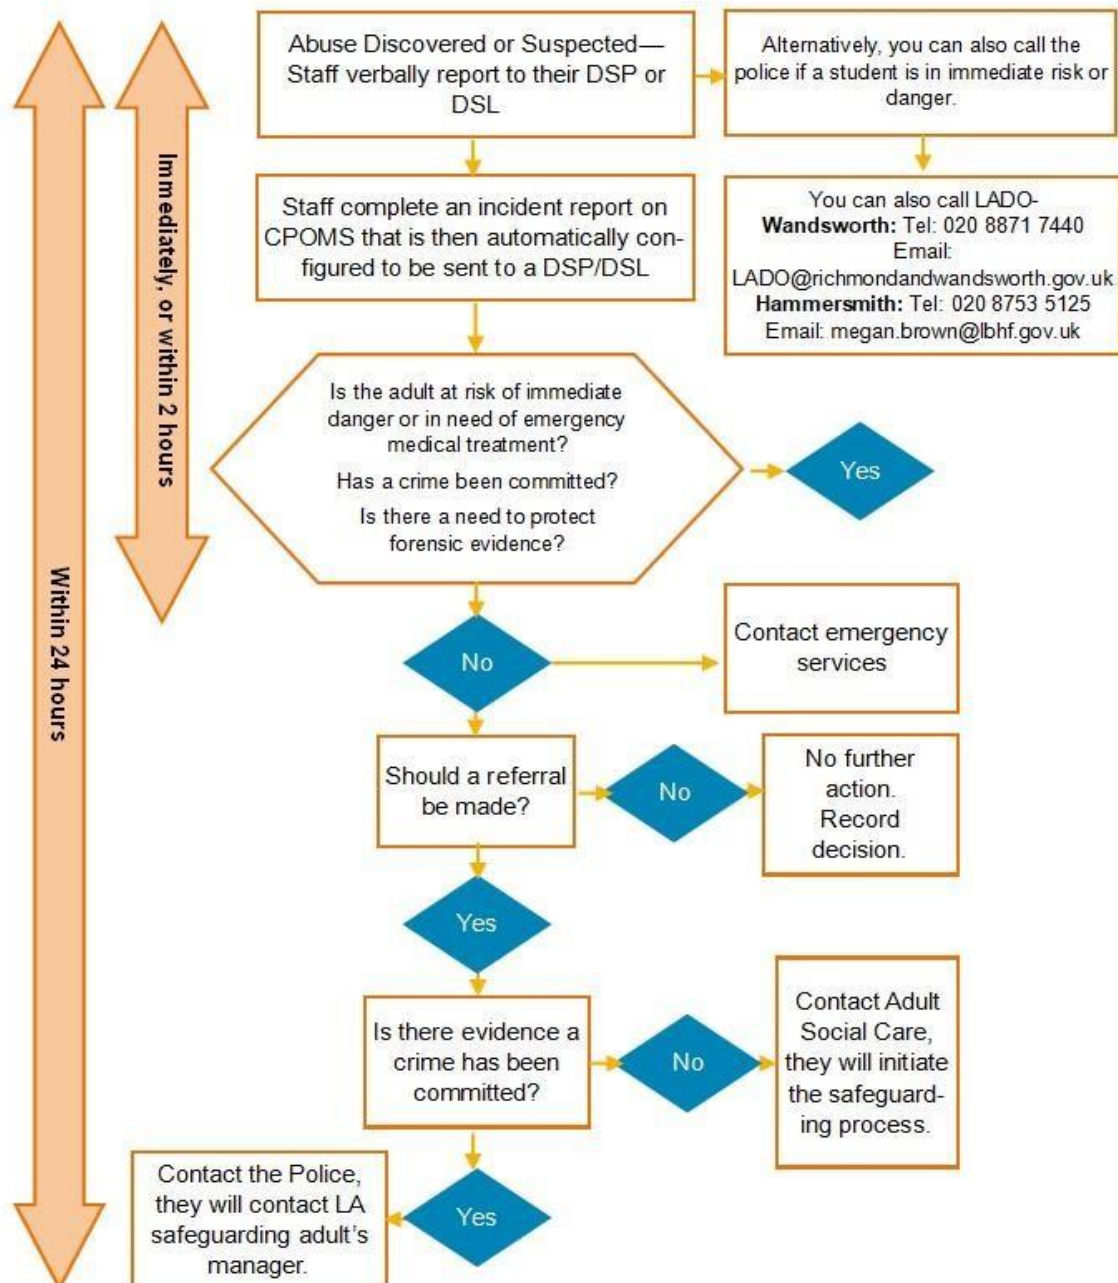 Abuse Discovered or Suspected—
Staff verbally report to their DSP or
DSL
Alternatively, you can also call the
police if a student is in immediate risk or
danger.
Immediately, or within 2 hours
Staff complete an incident report on
CPOMS that is then automatically con-
figured to be sent to a DSP/DSL
You can also call LADO-
Wandsworth: Tel: 020 8871 7440
Email:
LADO@richmondandwandsworth.gov.uk
Hammersmith: Tel: 020 8753 5125
Email: megan.brown@lbhf.gov.uk
Is the adult at risk of immediate
danger or in need of emergency
medical treatment?
Has a crime been committed?
Is there a need to protect
forensic evidence?
Yes
Within 24 hours
No
Contact emergency
services
Should a referral
be made?
No
No further
action.
Record
decision.
Yes
Is there evidence a
crime has been
committed?
No
Contact Adult
Social Care,
they will initiate
the safeguard-
ing process.
Contact the Police,
they will contact LA
safeguarding adult’s
manager.
Yes